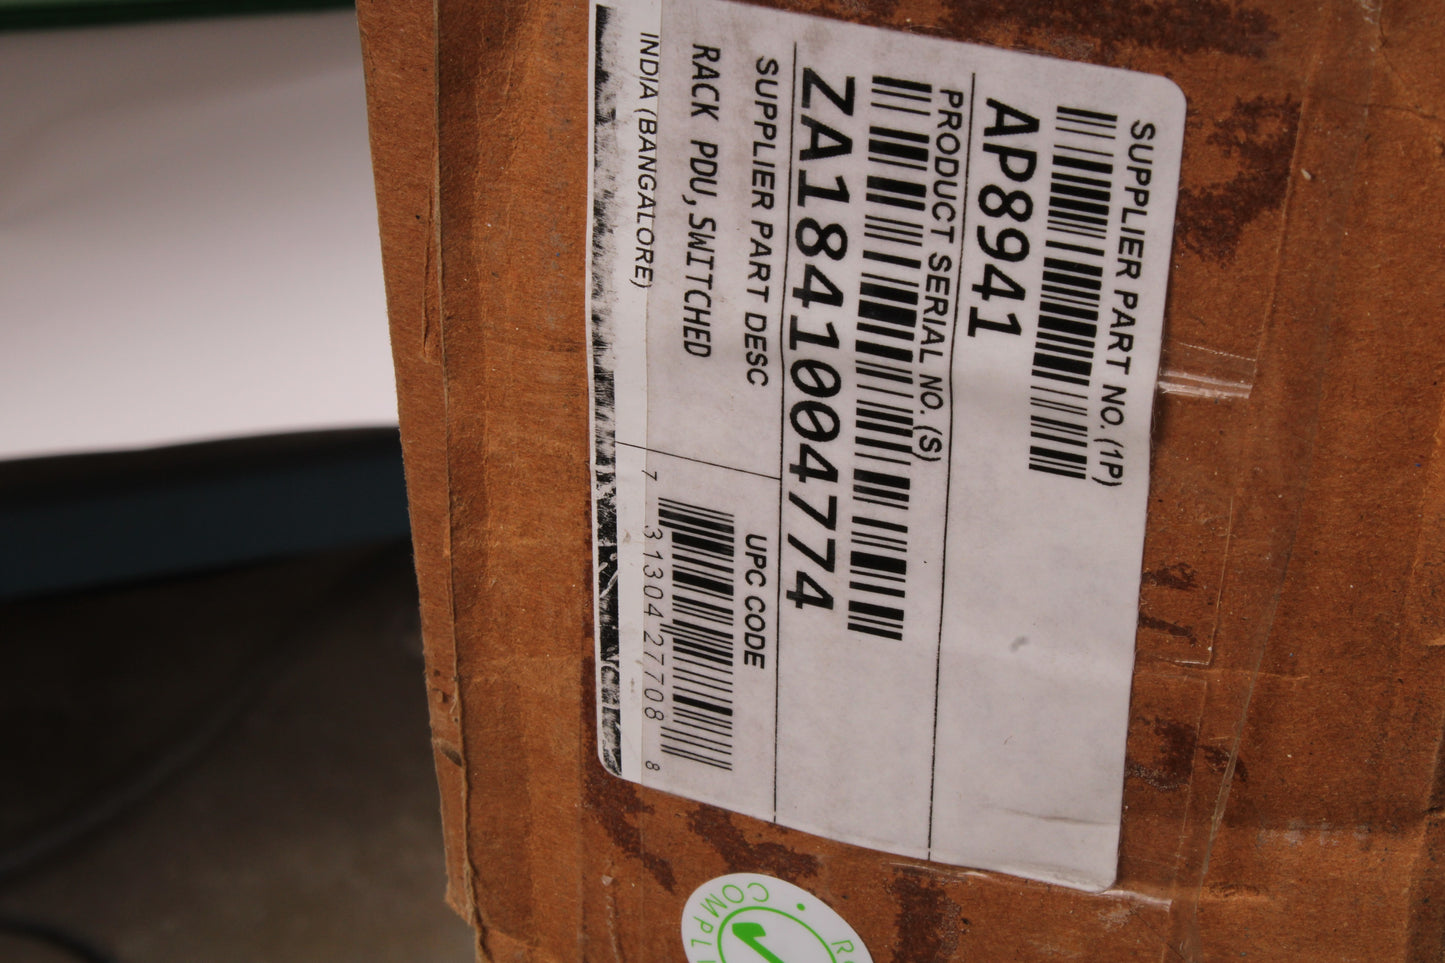 SUPPLIER PART NO. (1P)
AP8941
PRODUCT SERIAL NO. (S)
ZA1841004774
SUPPLIER PART DESC
RACK PDU,SWITCHED
INDIA (BANGALORE)
UPC CODE
7 31304 27708 8